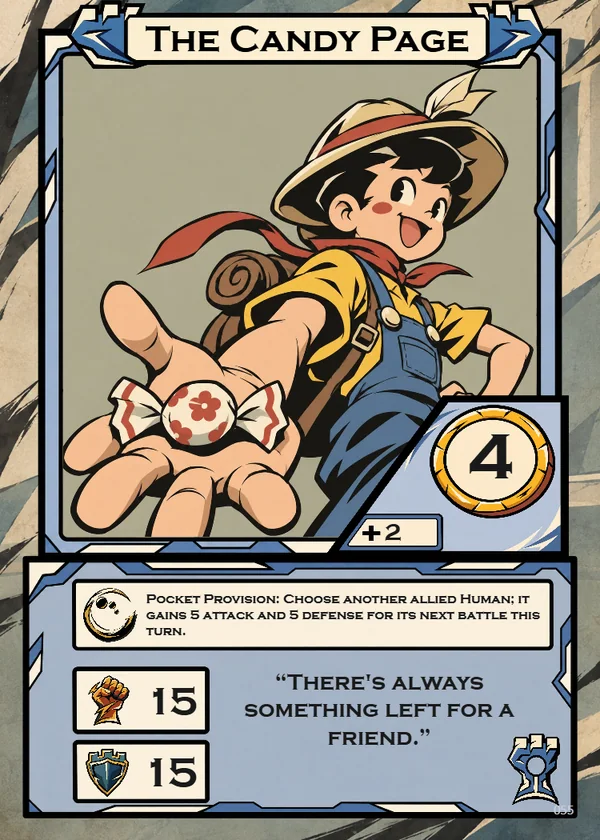 The Candy Page
4
+2
Pocket Provision: Choose another allied Human; it
gains 5 attack and 5 defense for its next battle this
turn.
15
15
“There's always
something left for a
friend.”
055